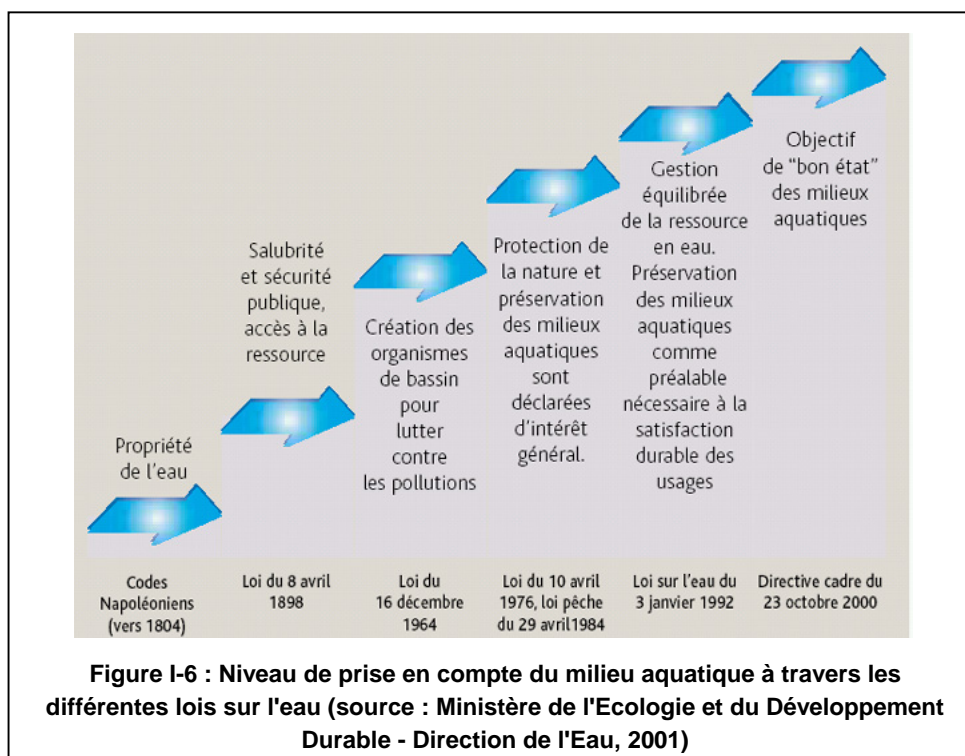 Propriété
de l'eau
Codes
Napoléoniens
(vers 1804)
Salubrité
et sécurité
publique,
accès à la
ressource
Loi du 8 avril
1898
Création des
organismes
de bassin
pour
lutter
contre
les pollutions
Loi du
16 décembre
1964
Protection de
la nature et
préservation
des milieux
aquatiques
sont
déclarées
d'intérêt
général.
Loi du 10 avril
1976, loi pêche
du 29 avril1984
Gestion
équilibrée
de la ressource
en eau.
Préservation
des milieux
aquatiques
comme
préalable
nécessaire à la
satisfaction
durable des
usages
Loi sur l'eau du
3 janvier 1992
Objectif
de "bon état"
des milieux
aquatiques
Directive cadre du
23 octobre 2000
Figure I-6 : Niveau de prise en compte du milieu aquatique à travers les
différentes lois sur l'eau (source : Ministère de l'Ecologie et du Développement
Durable - Direction de l'Eau, 2001)